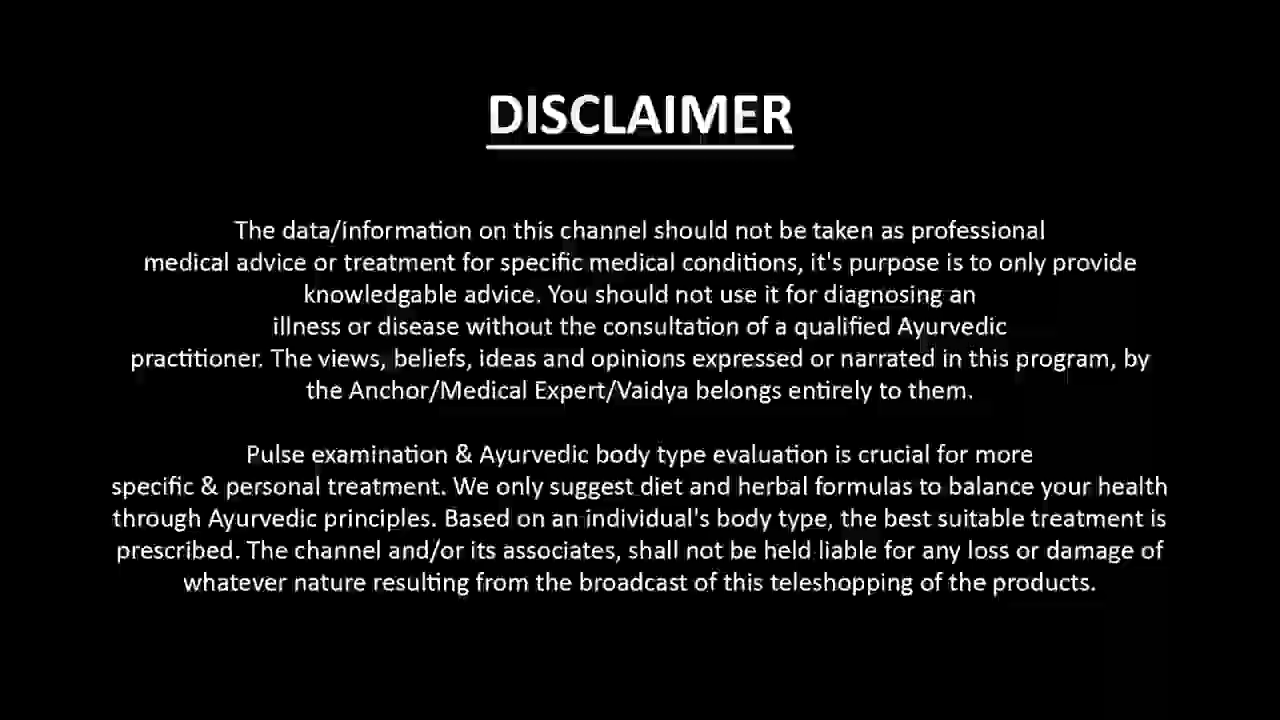 DISCLAIMER
The data/information on this channel should not be taken as professional
medical advice or treatment for specific medical conditions, it's purpose is to only provide
knowledgable advice. You should not use it for diagnosing an
illness or disease without the consultation of a qualified Ayurvedic
practitioner. The views, beliefs, ideas and opinions expressed or narrated in this program, by
the Anchor/Medical Expert/Vaidya belongs entirely to them.
Pulse examination & Ayurvedic body type evaluation is crucial for more
specific & personal treatment. We only suggest diet and herbal formulas to balance your health
through Ayurvedic principles. Based on an individual's body type, the best suitable treatment is
prescribed. The channel and/or its associates, shall not be held liable for any loss or damage of
whatever nature resulting from the broadcast of this teleshopping of the products.